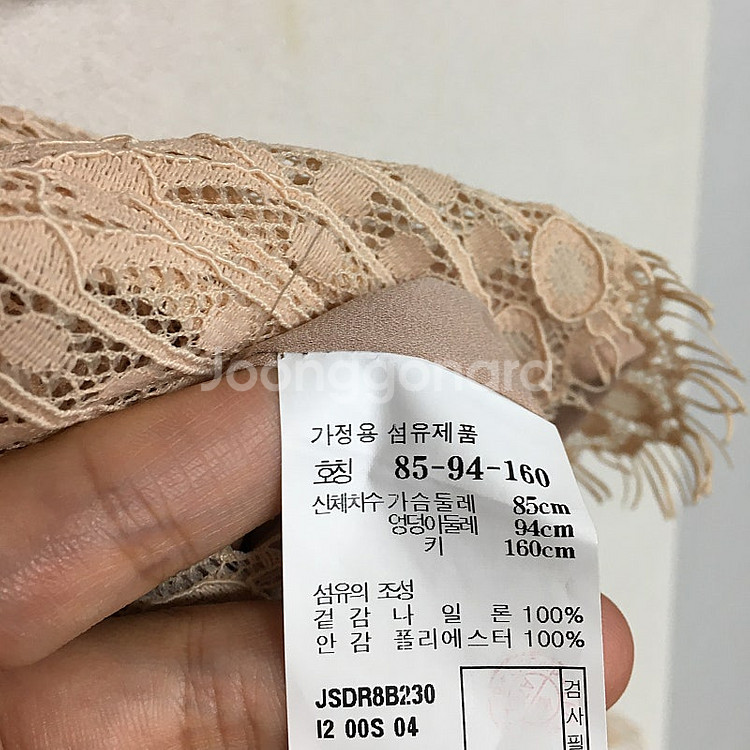 Joonggonara
가정용 섬유제품
호칭 85-94-160
신체치수 가슴둘레 85cm
엉덩이둘레 94cm
키 160cm
섬유의 조성
겉감 나일론 100%
안감 폴리에스터 100%
JSDR8B230
I2 00S 04
검사필